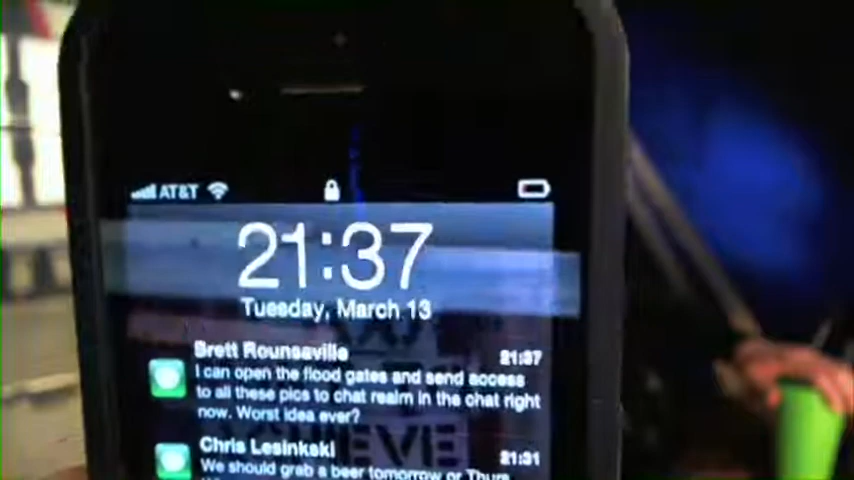 AT&T
21:37
Tuesday, March 13
Brett Rounsaville 21:37
I can open the flood gates and send access
to all these pics to chat realm in the chat right
now. Worst idea ever?
Chris Lesinkski 21:31
We should grab a beer tomorrow or Thurs